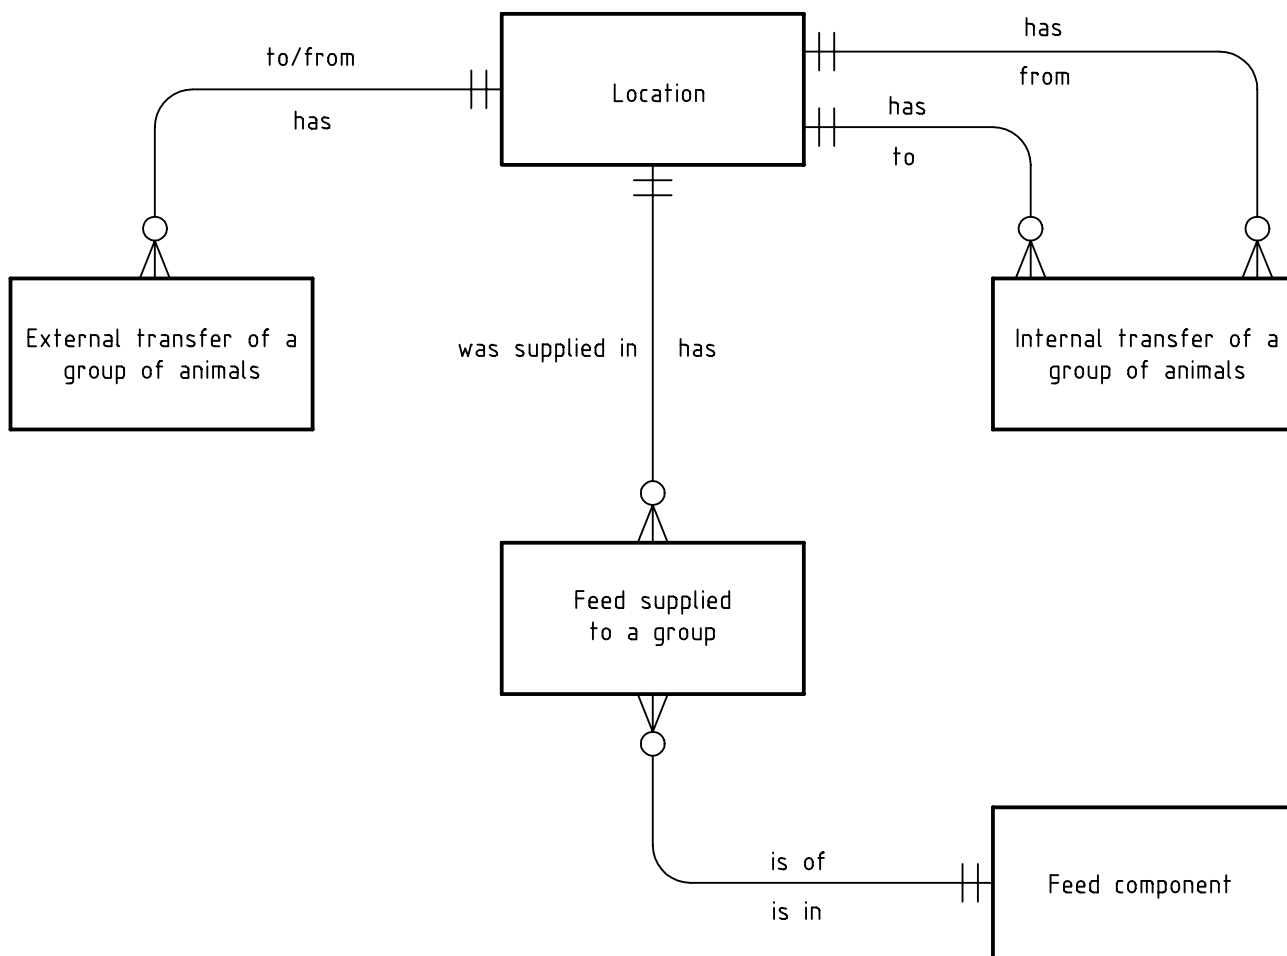 has
to/from
from
Location
has
has
to
External transfer of a
group of animals
was supplied in
has
Internal transfer of a
group of animals
Feed supplied
to a group
is of
is in
Feed component